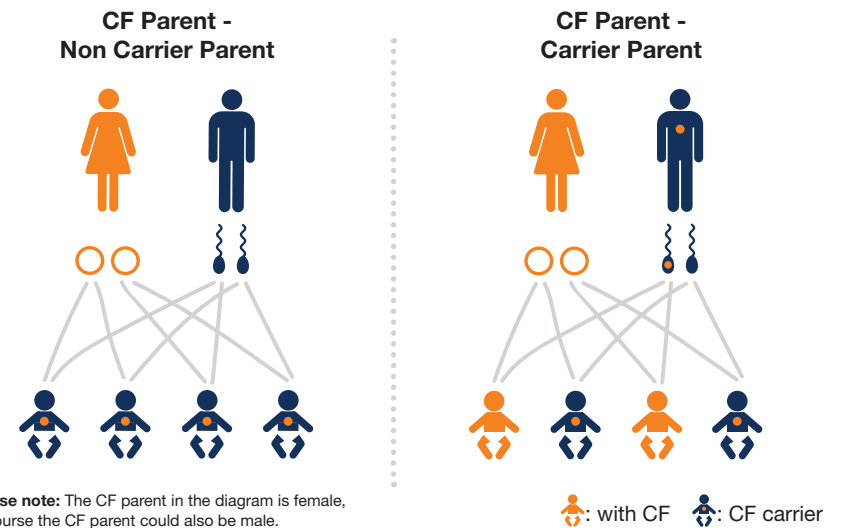 CF Parent -
Non Carrier Parent
CF Parent -
Carrier Parent
se note: The CF parent in the diagram is female,
ourse the CF parent could also be male.
: with CF : CF carrier